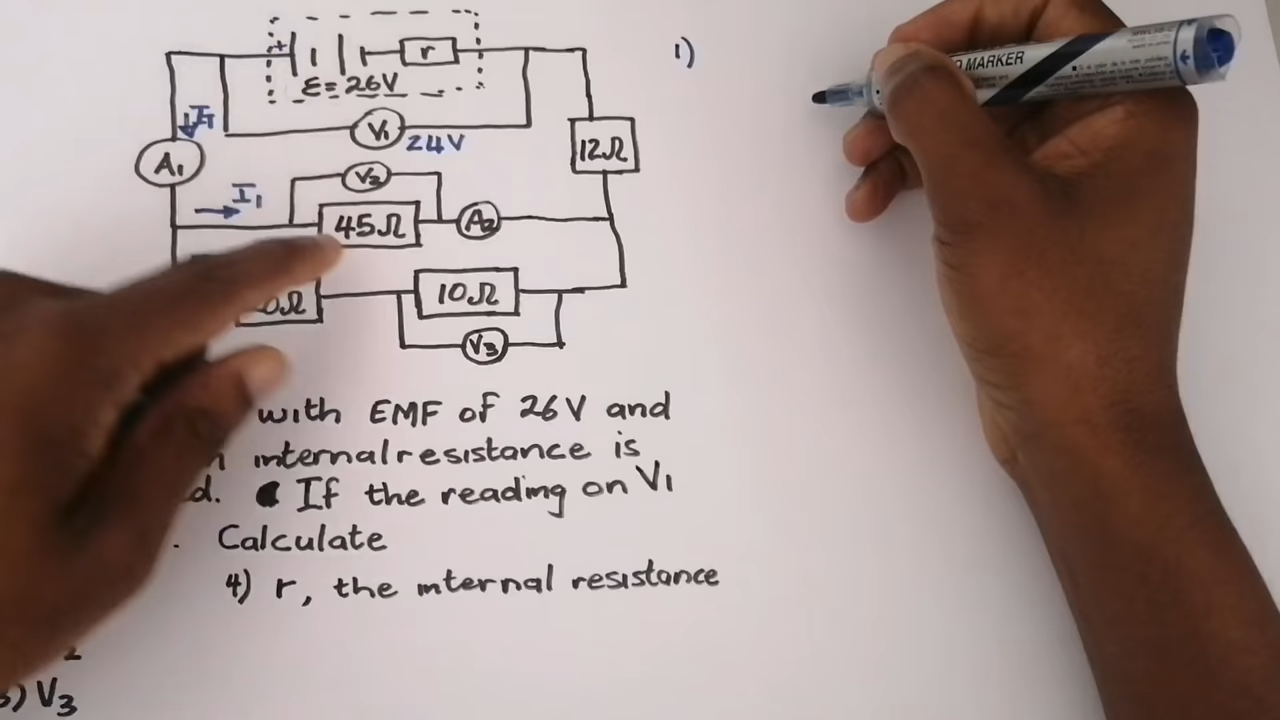 + r
ε = 26V
1)
MARKER
I_T
V1 24V
A1
12Ω
V2
I1
45Ω A2
10Ω
V3
with EMF of 26V and
internal resistance is
If the reading on V1
Calculate
4) r, the internal resistance
3) V3